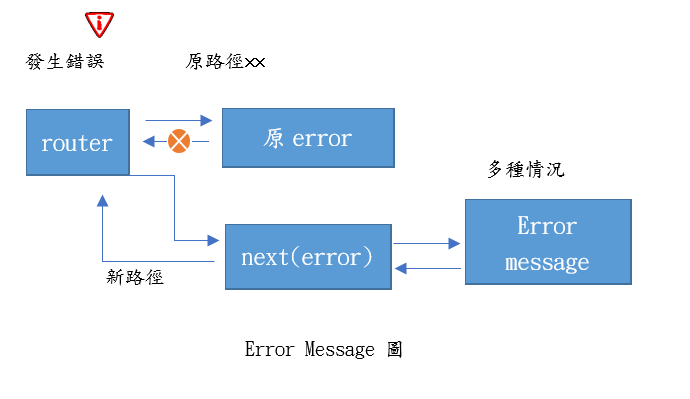 發生錯誤
原路徑xx
router
原 error
多種情況
Error
message
next(error)
新路徑
Error Message 圖